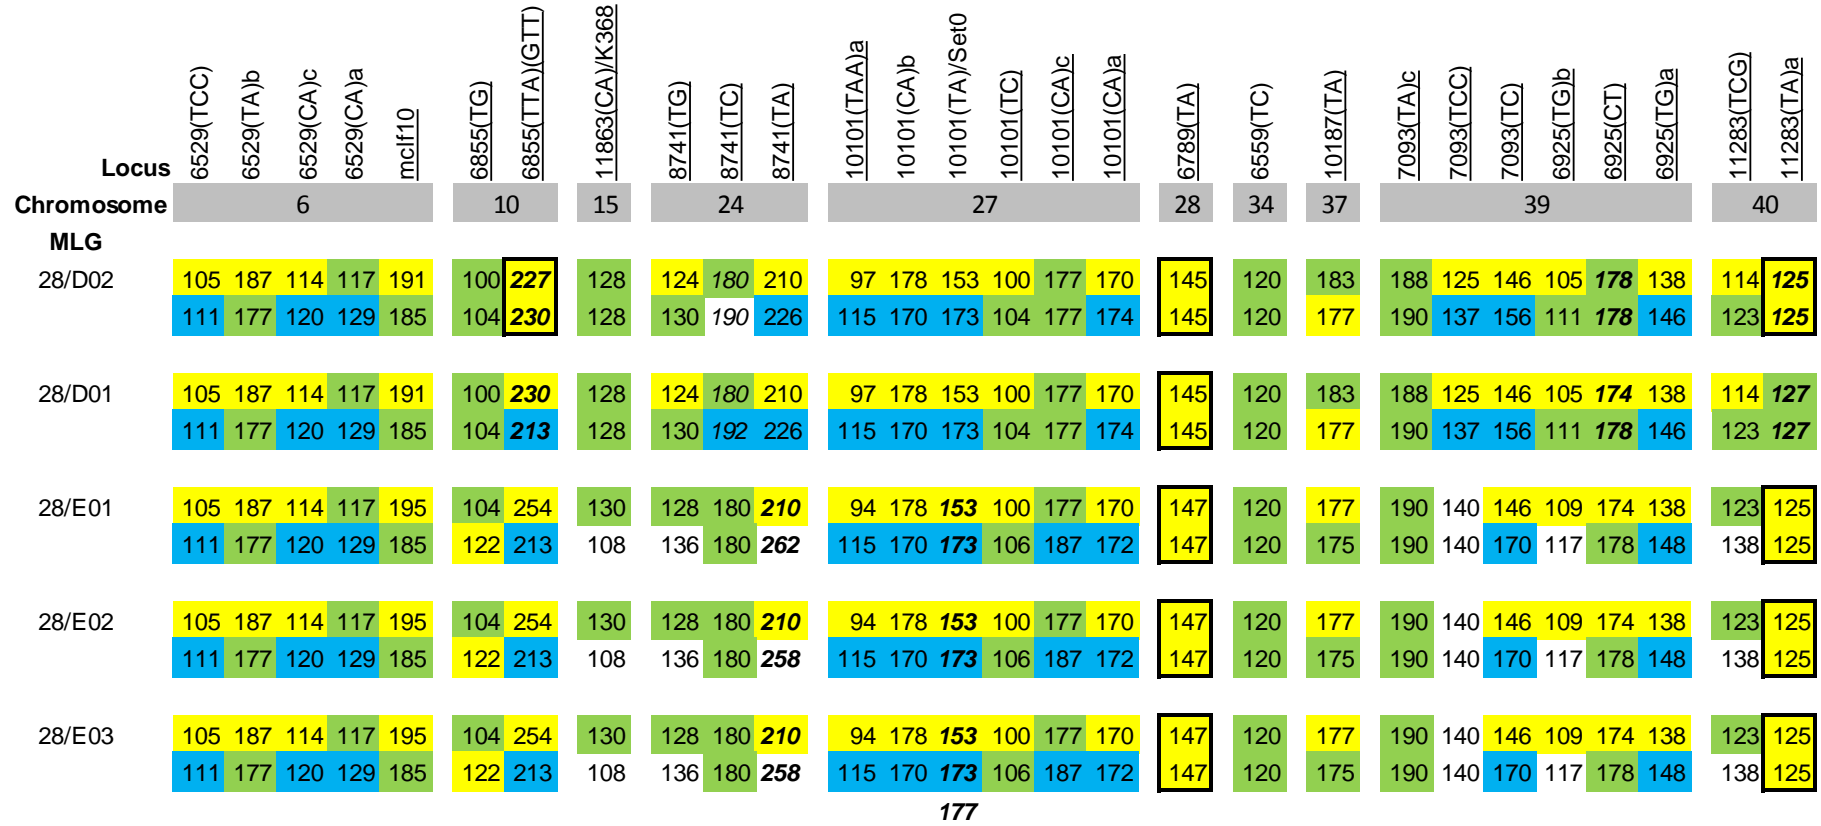 Locus 6529(TCC) 6529(TA)b 6529(CA)c 6529(CA)a mclf10 6855(TG) 6855(TTA)(GTT) 11863(CA)/K368 8741(TG) 8741(TC) 8741(TA) 10101(TAA)a 10101(CA)b 10101(TA)/Set0 10101(TC) 10101(CA)c 10101(CA)a 6789(TA) 6559(TC) 10187(TA) 7093(TA)c 7093(TCC) 7093(TC) 6925(TG)b 6925(CT) 6925(TG)a 11283(TCG) 11283(TA)a
Chromosome 6 10 15 24 27 28 34 37 39 40
MLG
28/D02 105 187 114 117 191 100 227 128 124 180 210 97 178 153 100 177 170 145 120 183 188 125 146 105 178 138 114 125
111 177 120 129 185 104 230 128 130 190 226 115 170 173 104 177 174 145 120 177 190 137 156 111 178 146 123 125
28/D01 105 187 114 117 191 100 230 128 124 180 210 97 178 153 100 177 170 145 120 183 188 125 146 105 174 138 114 127
111 177 120 129 185 104 213 128 130 192 226 115 170 173 104 177 174 145 120 177 190 137 156 111 178 146 123 127
28/E01 105 187 114 117 195 104 254 130 128 180 210 94 178 153 100 177 170 147 120 177 190 140 146 109 174 138 123 125
111 177 120 129 185 122 213 108 136 180 262 115 170 173 106 187 172 147 120 175 190 140 170 117 178 148 138 125
28/E02 105 187 114 117 195 104 254 130 128 180 210 94 178 153 100 177 170 147 120 177 190 140 146 109 174 138 123 125
111 177 120 129 185 122 213 108 136 180 258 115 170 173 106 187 172 147 120 175 190 140 170 117 178 148 138 125
28/E03 105 187 114 117 195 104 254 130 128 180 210 94 178 153 100 177 170 147 120 177 190 140 146 109 174 138 123 125
111 177 120 129 185 122 213 108 136 180 258 115 170 173 106 187 172 147 120 175 190 140 170 117 178 148 138 125
177